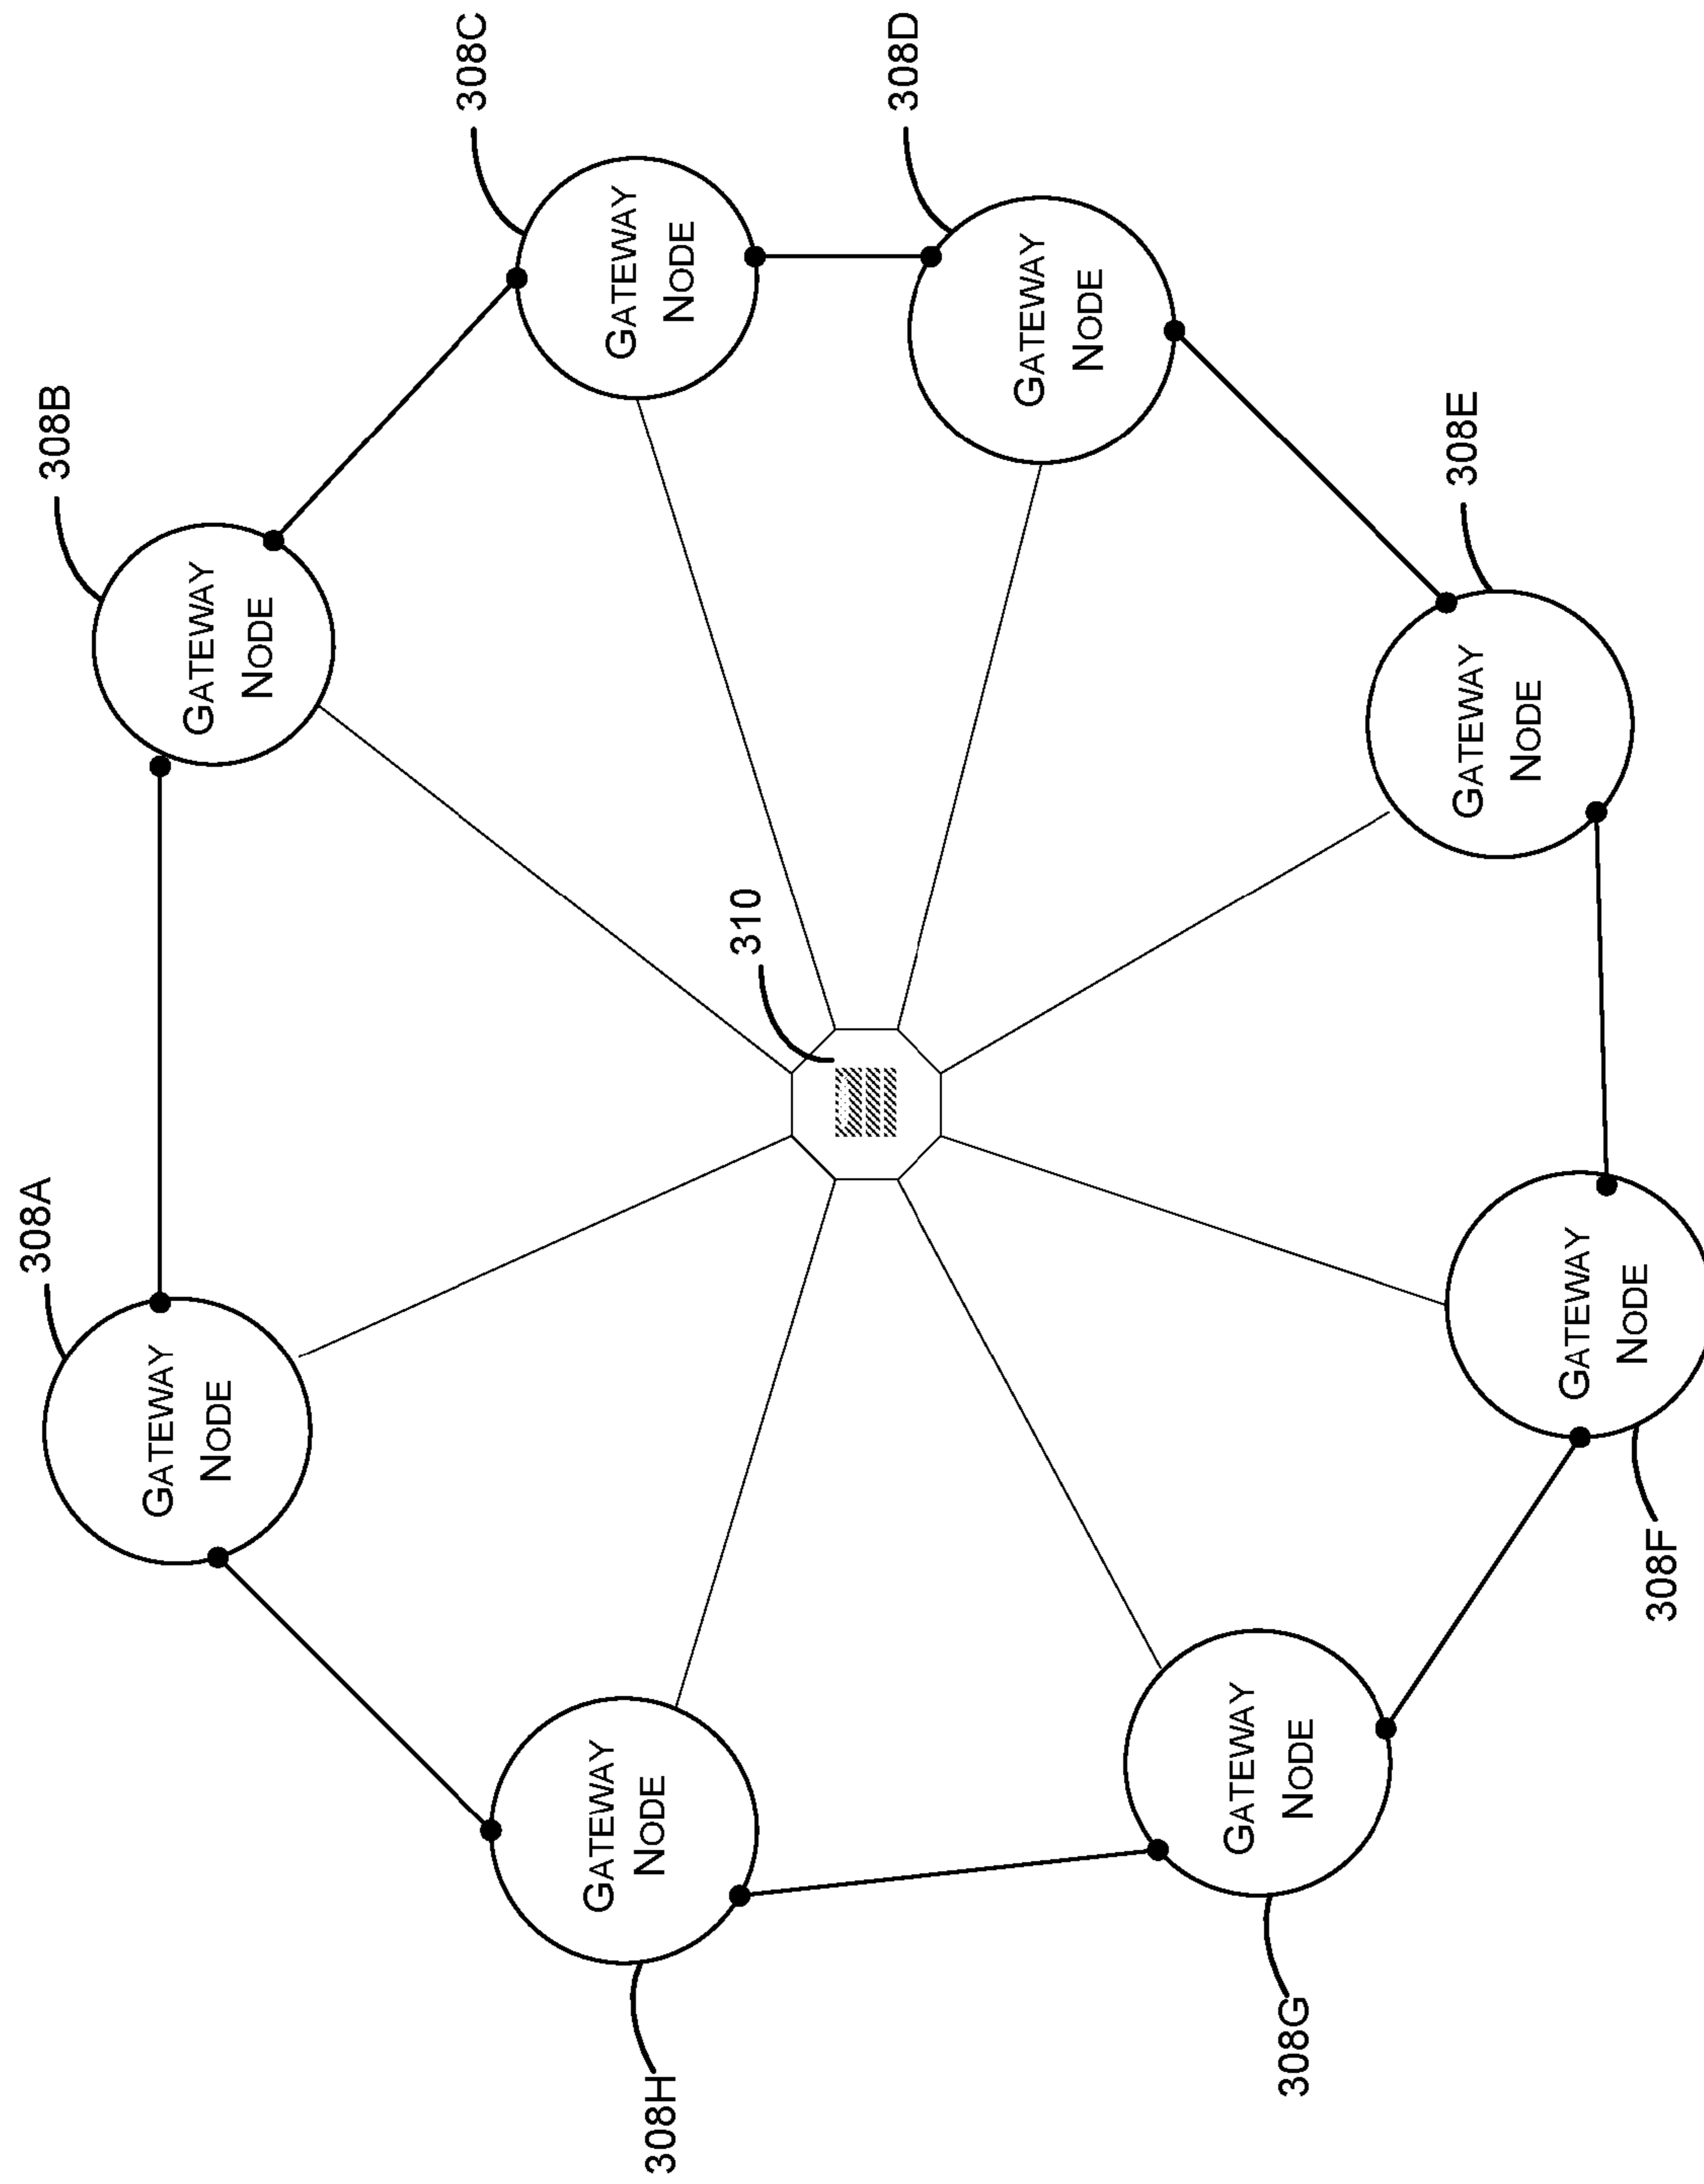 308A
GATEWAY
NODE
308B
GATEWAY
NODE
308C
GATEWAY
NODE
308D
GATEWAY
NODE
308E
GATEWAY
NODE
308F
GATEWAY
NODE
308G
GATEWAY
NODE
308H
GATEWAY
NODE
310